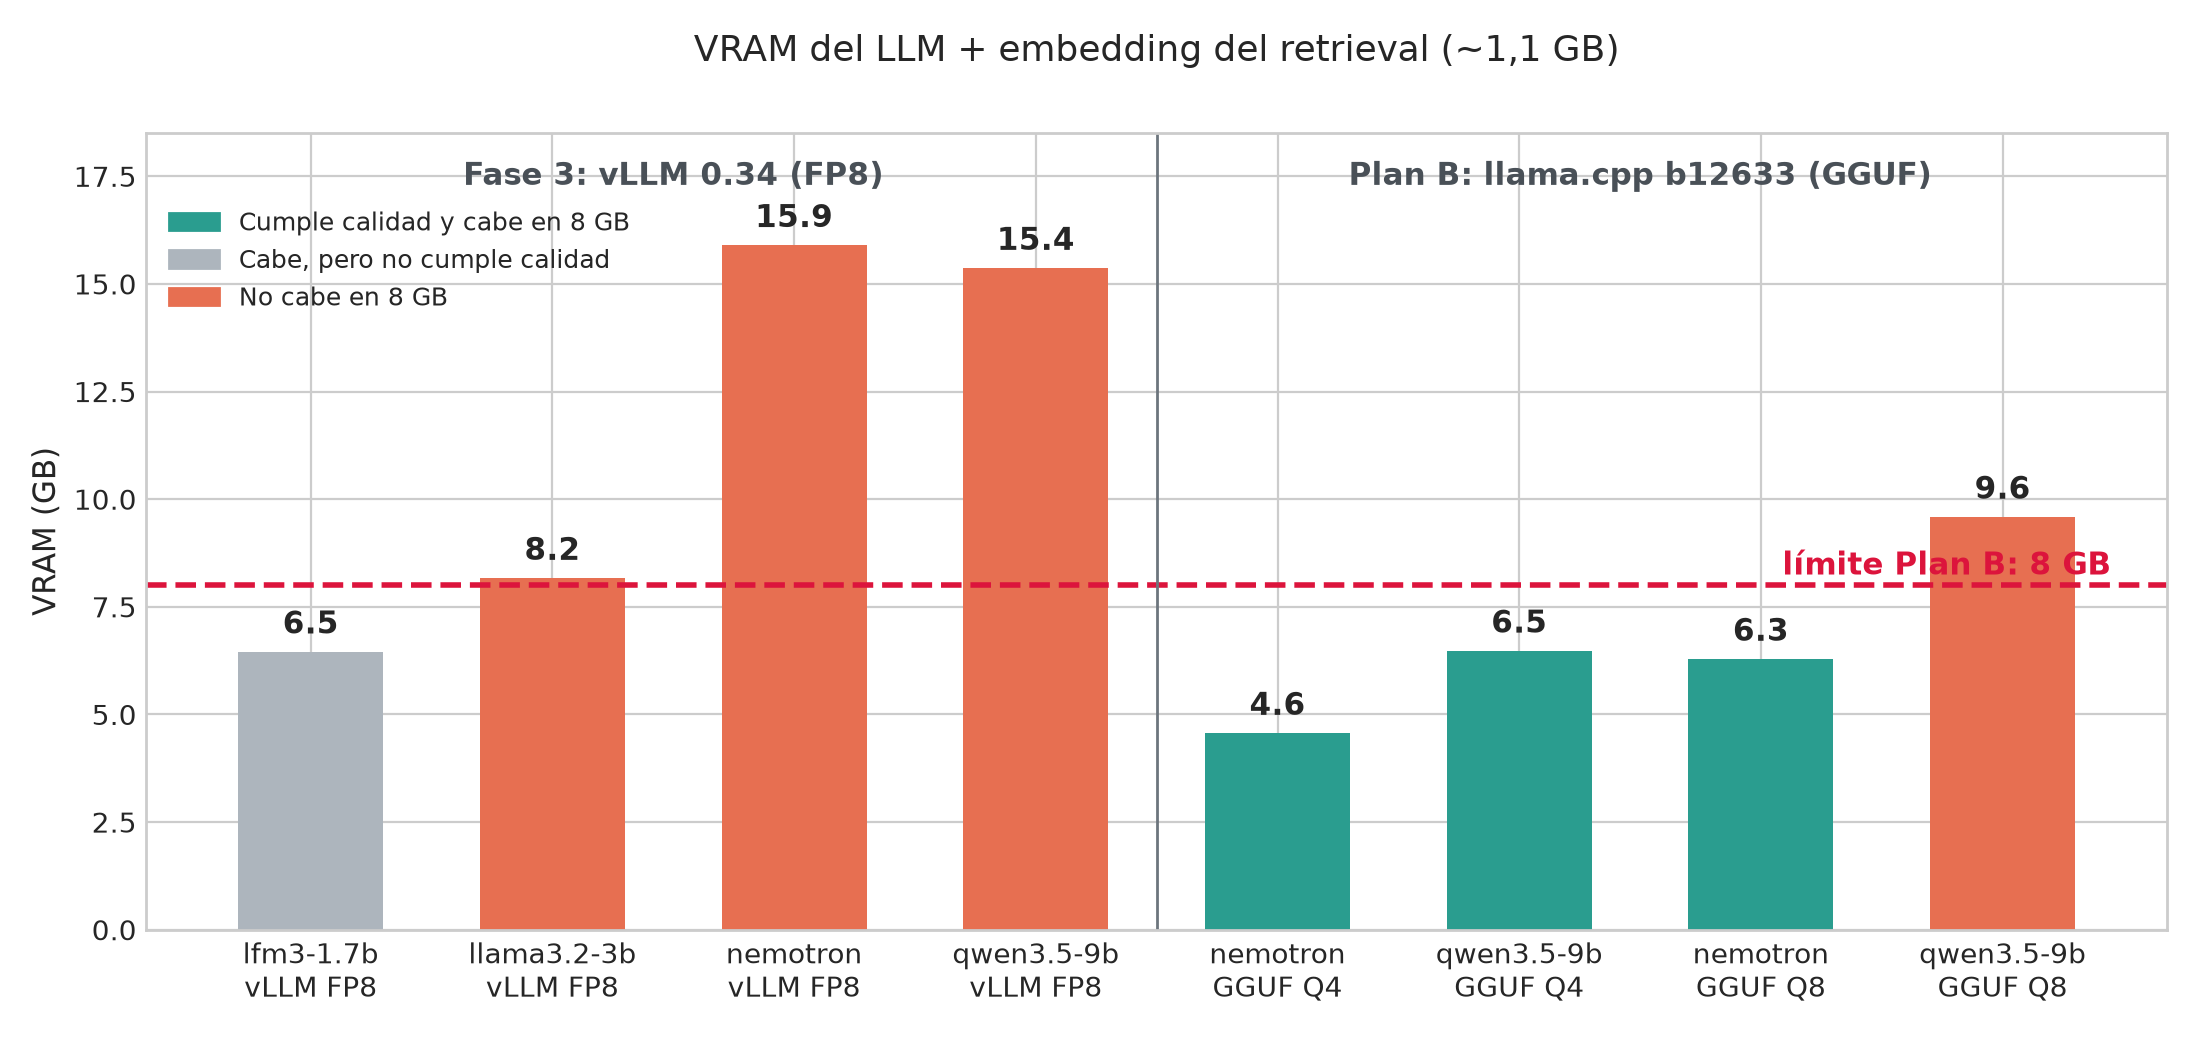 VRAM del LLM + embedding del retrieval (~1,1 GB)
Fase 3: vLLM 0.34 (FP8)
Plan B: llama.cpp b12633 (GGUF)
Cumple calidad y cabe en 8 GB
Cabe, pero no cumple calidad
No cabe en 8 GB
VRAM (GB)
17.5
15.0
12.5
10.0
7.5
5.0
2.5
0.0
6.5
8.2
15.9
15.4
4.6
6.5
6.3
9.6
límite Plan B: 8 GB
lfm3-1.7b
vLLM FP8
llama3.2-3b
vLLM FP8
nemotron
vLLM FP8
qwen3.5-9b
vLLM FP8
nemotron
GGUF Q4
qwen3.5-9b
GGUF Q4
nemotron
GGUF Q8
qwen3.5-9b
GGUF Q8